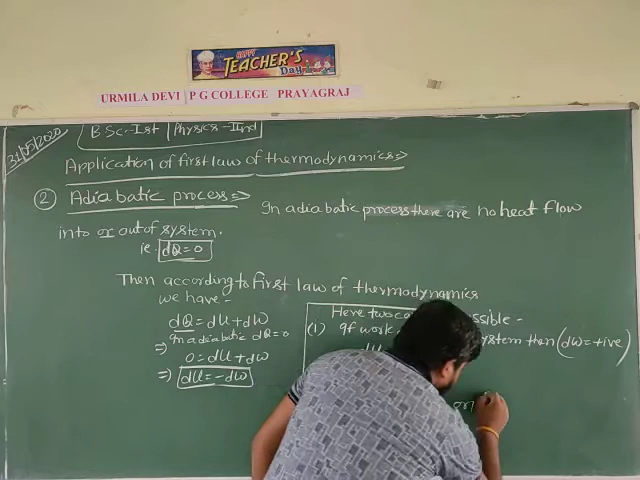 HAPPY
TEACHER'S
Day
URMILA DEVI P G COLLEGE PRAYAGRAJ
31/05/2020
BSc-Ist Physics-IInd
Application of first law of thermodynamics⇒
② Adiabatic process⇒ In adiabatic process there are no heat flow
into or out of system.
ie. dQ=0
Then according to first law of thermodynamics
we have-
dQ=dU+dW
In adiabatic dQ=0
⇒ 0=dU+dW
⇒ dU=-dW
Here two
(1) If work system then (dW=+ive)
dU